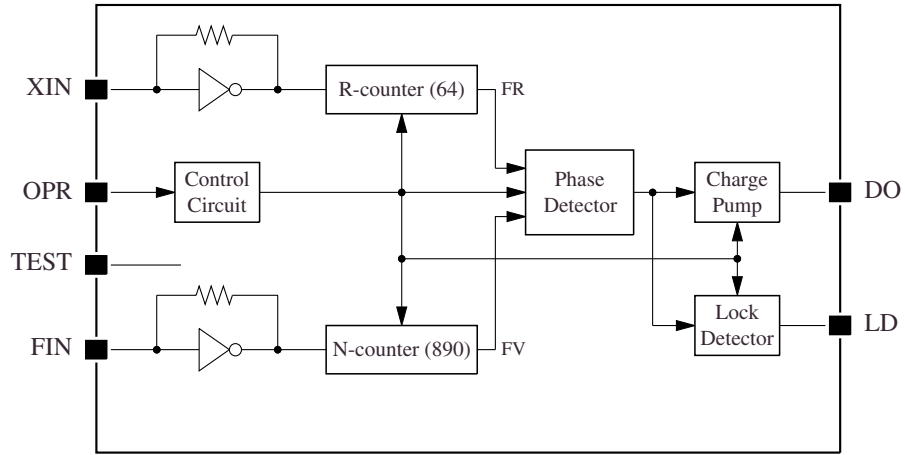 XIN
R-counter (64)
FR
OPR
Control
Circuit
Phase
Detector
Charge
Pump
DO
TEST
FIN
N-counter (890)
FV
Lock
Detector
LD